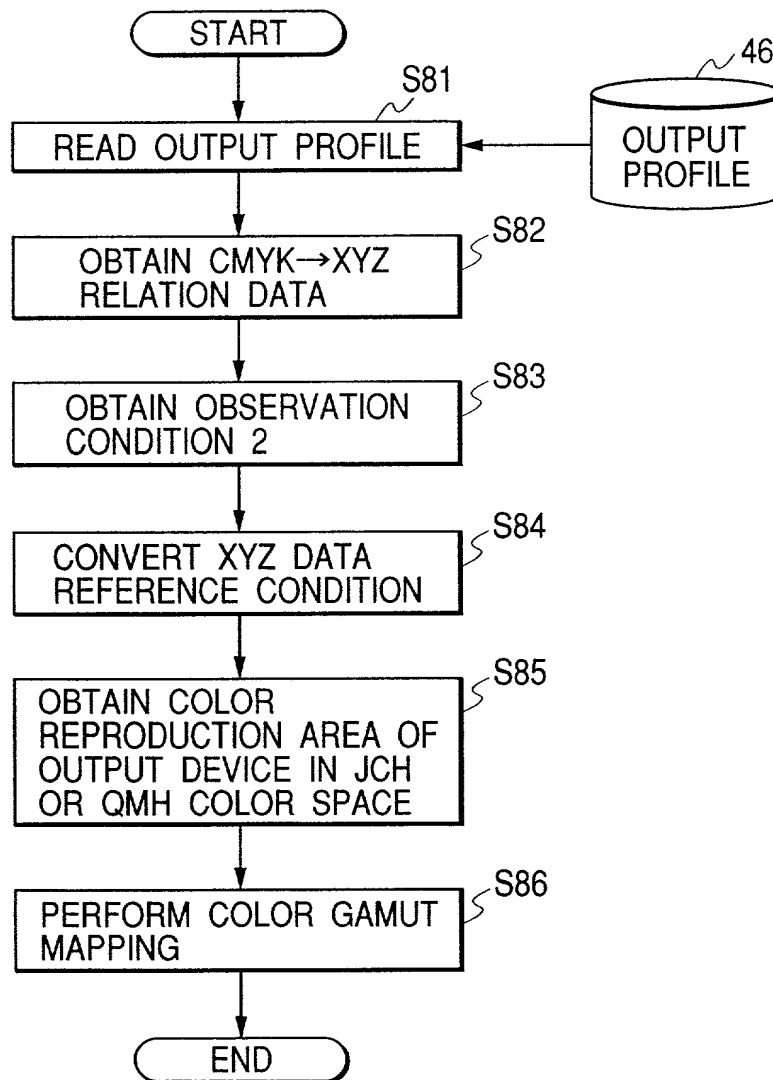 START
46
S81
READ OUTPUT PROFILE
OUTPUT
PROFILE
S82
OBTAIN CMYK→XYZ
RELATION DATA
S83
OBTAIN OBSERVATION
CONDITION 2
S84
CONVERT XYZ DATA
REFERENCE CONDITION
S85
OBTAIN COLOR
REPRODUCTION AREA OF
OUTPUT DEVICE IN JCH
OR QMH COLOR SPACE
S86
PERFORM COLOR GAMUT
MAPPING
END